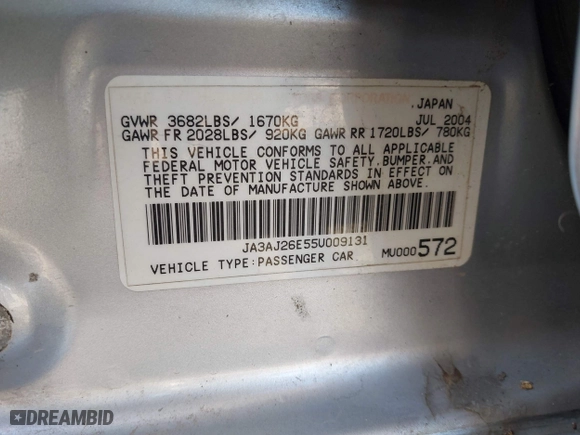 , JAPAN
GVWR 3682LBS/ 1670KG JUL 2004
GAWR FR 2028LBS/ 920KG GAWR RR 1720LBS/ 780KG
THIS VEHICLE CONFORMS TO ALL APPLICABLE
FEDERAL MOTOR VEHICLE SAFETY,BUMPER,AND
THEFT PREVENTION STANDARDS IN EFFECT ON
THE DATE OF MANUFACTURE SHOWN ABOVE.
JA3AJ26E55U009131
VEHICLE TYPE:PASSENGER CAR MU000572
DREAMBID